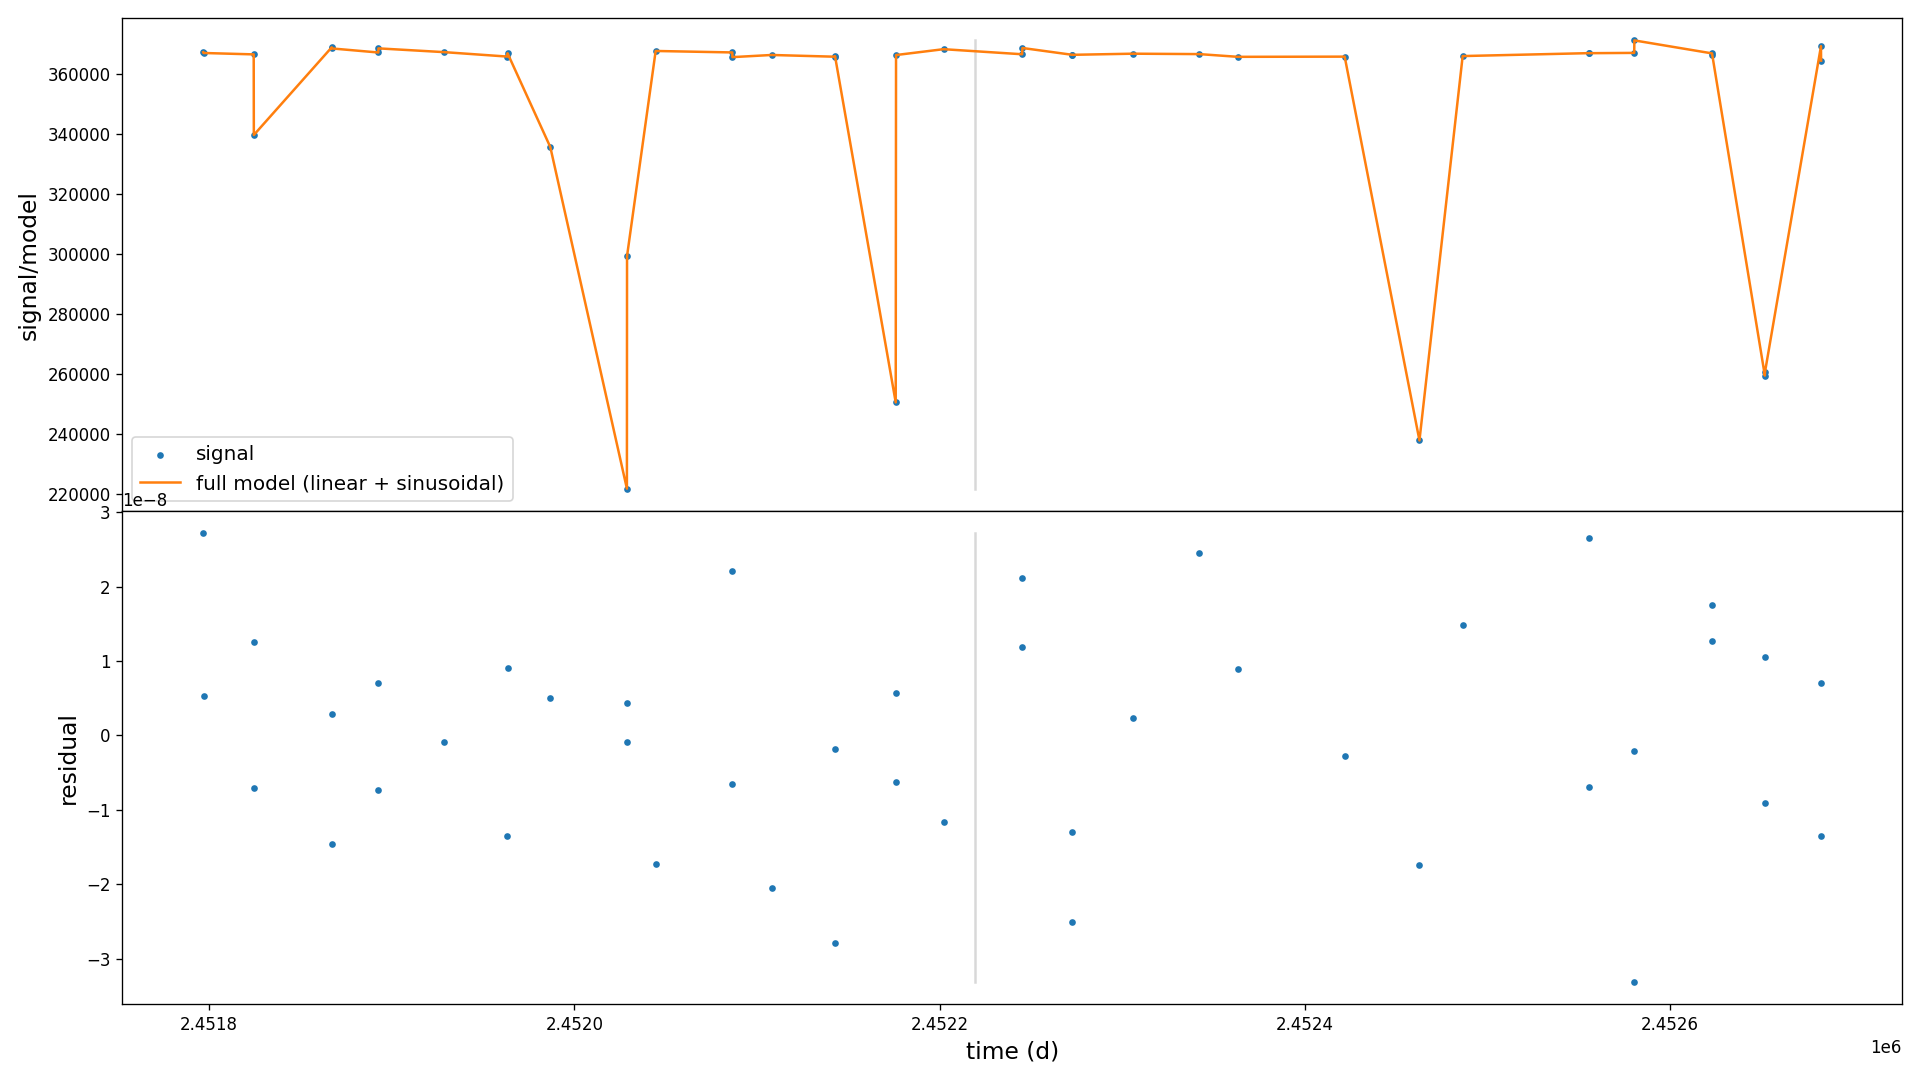 360000
340000
320000
300000
280000
260000
240000
220000
signal/model
signal
full model (linear + sinusoidal)
1e−8
3
2
1
0
−1
−2
−3
residual
2.4518
2.4520
2.4522
2.4524
2.4526
1e6
time (d)